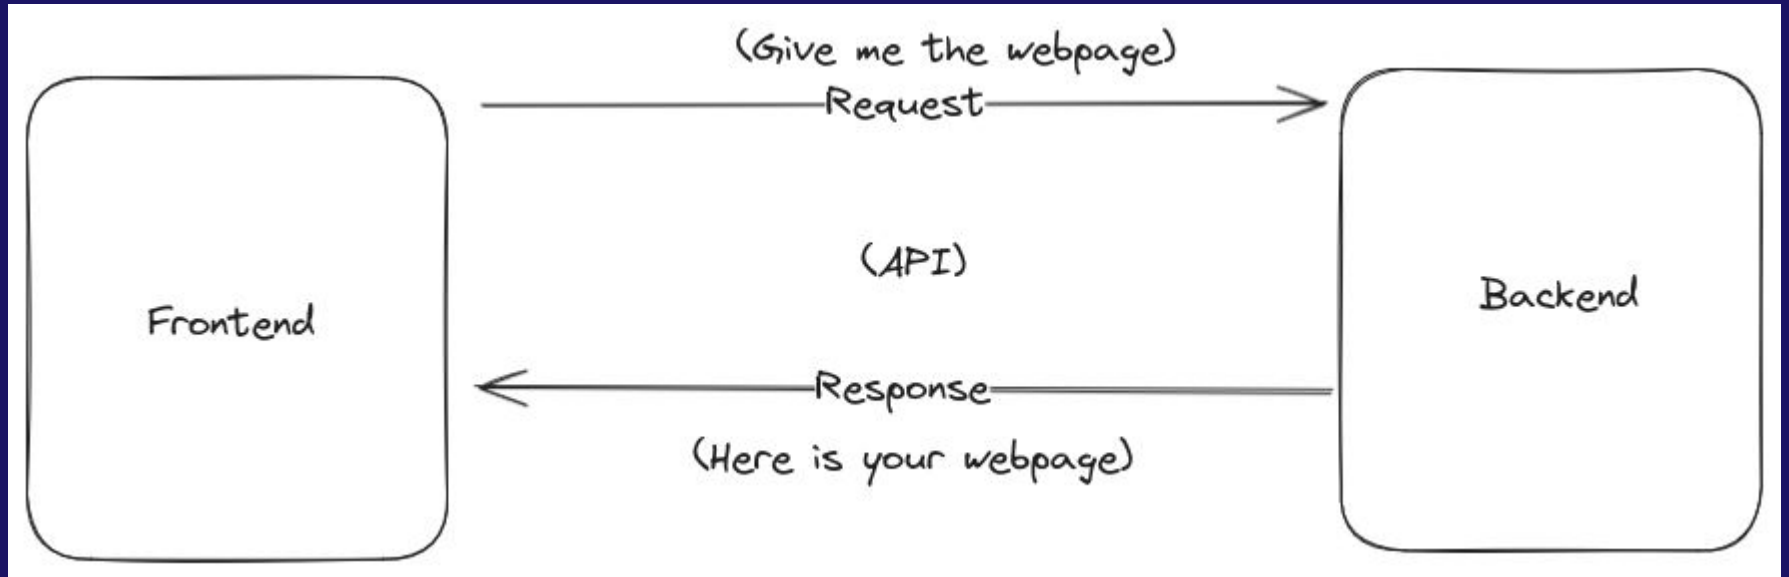 (Give me the webpage)
Request
(API)
Frontend
Backend
Response
(Here is your webpage)